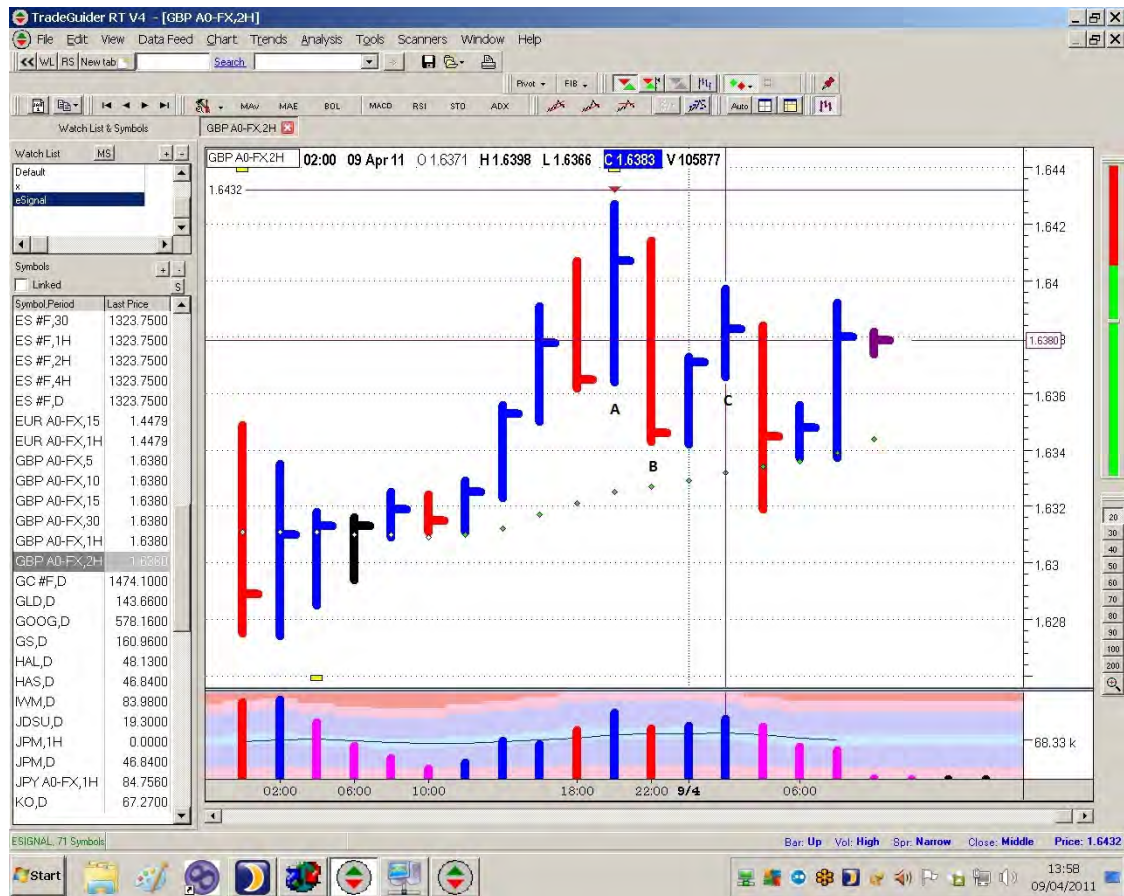 TradeGuider RT V4 - [GBP A0-FX,2H]
File Edit View Data Feed Chart Trends Analysis Tools Scanners Window Help
WL RS New tab Search
Pivot FIB
MAV MAE BOL MACD RSI STO ADX Auto
Watch List & Symbols
GBP A0-FX,2H
Watch List MS + -
Default
x
eSignal
Symbols + -
Linked S
Symbol,Period Last Price
ES #F,30 1323.7500
ES #F,1H 1323.7500
ES #F,2H 1323.7500
ES #F,4H 1323.7500
ES #F,D 1323.7500
EUR A0-FX,15 1.4479
EUR A0-FX,1H 1.4479
GBP A0-FX,5 1.6380
GBP A0-FX,10 1.6380
GBP A0-FX,15 1.6380
GBP A0-FX,30 1.6380
GBP A0-FX,1H 1.6380
GBP A0-FX,2H 1.6380
GC #F,D 1474.1000
GLD,D 143.6600
GOOG,D 578.1600
GS,D 160.9600
HAL,D 48.1300
HAS,D 46.8400
IWM,D 83.9800
JDSU,D 19.3000
JPM,1H 0.0000
JPM,D 46.8400
JPY A0-FX,1H 84.7560
KO,D 67.2700
GBP A0-FX,2H 02:00 09 Apr 11 O 1.6371 H 1.6398 L 1.6366 C 1.6383 V 105877
1.6432
A
B
C
1.644
1.642
1.64
1.6380
1.636
1.634
1.632
1.63
1.628
68.33 k
02:00 06:00 10:00 18:00 22:00 9/4 06:00
20
30
40
50
60
70
80
90
100
200
ESIGNAL, 71 Symbols
Bar: Up Vol: High Spr: Narrow Close: Middle Price: 1.6432
Start
13:58
09/04/2011